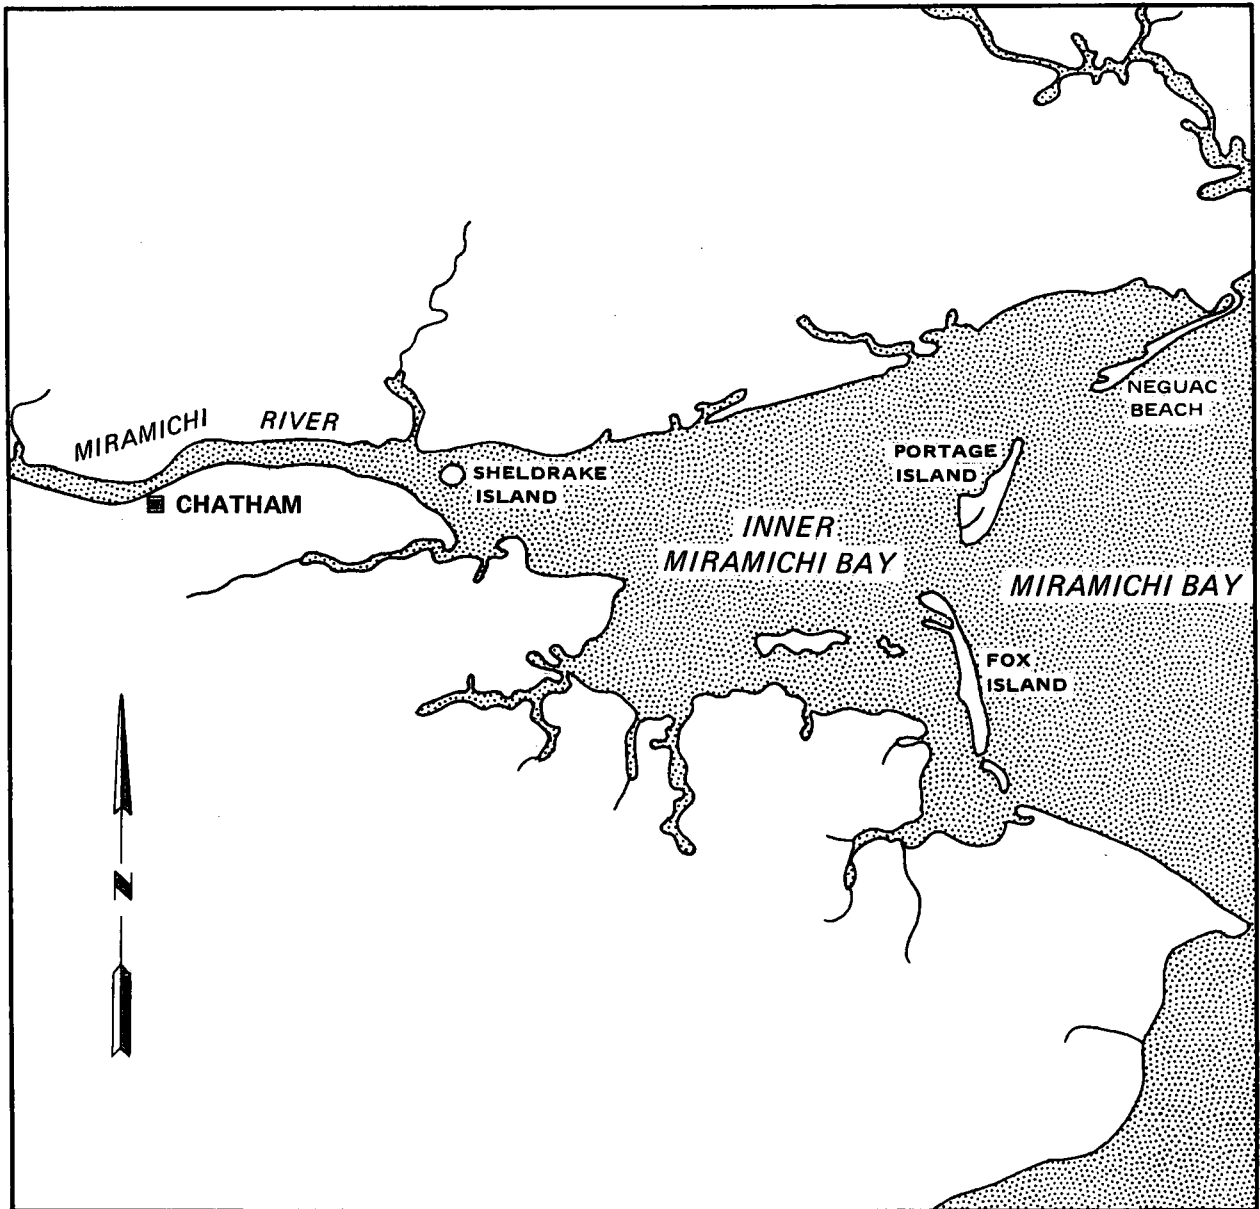 NEGUAC
BEACH
MIRAMICHI RIVER
PORTAGE
ISLAND
SHELDRAKE
ISLAND
CHATHAM
INNER
MIRAMICHI BAY
MIRAMICHI BAY
FOX
ISLAND
N